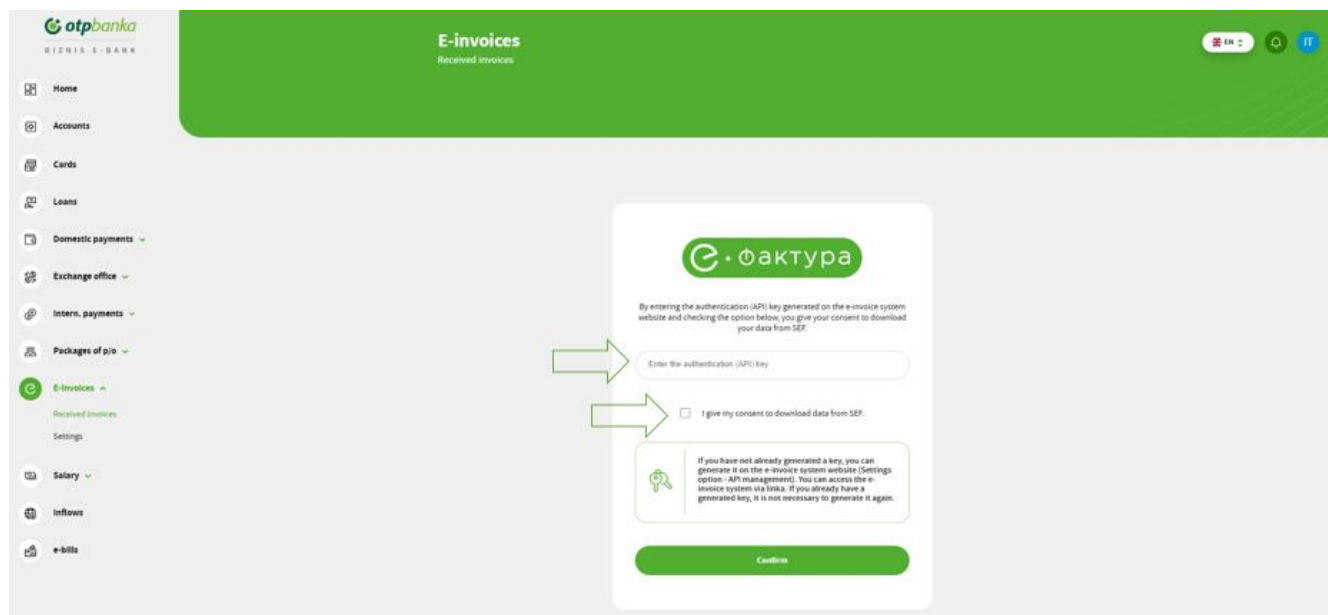 otpbanka
BIZNIS E-BANK
Home
Accounts
Cards
Loans
Domestic payments
Exchange office
Intern. payments
Packages of p/o
E-Invoices
Received invoices
Settings
Salary
Inflows
e-bills
E-invoices
Received invoices
EN
IT
е·Фактура
By entering the authentication (API) key generated on the e-invoice system
website and checking the option below, you give your consent to download
your data from SEF.
Enter the authentication (API) key
I give my consent to download data from SEF.
If you have not already generated a key, you can
generate it on the e-invoice system website (Settings
option - API management). You can access the e-
invoice system via linka. If you already have a
generated key, it is not necessary to generate it again.
Confirm